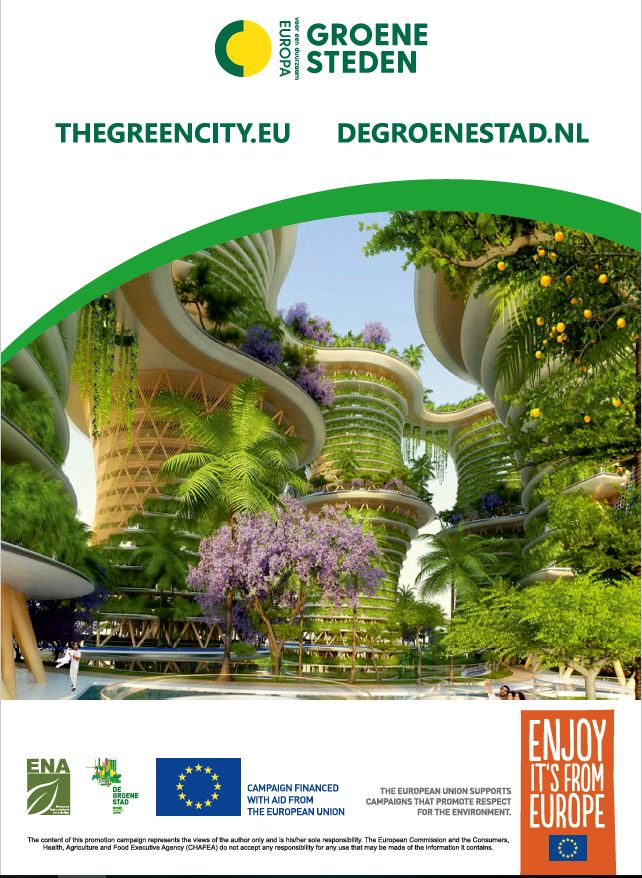 EUROPA
voor een duurzaam
GROENE
STEDEN
THEGREENCITY.EU DEGROENESTAD.NL
ENA
DE
GROENE
STAD
CAMPAIGN FINANCED
WITH AID FROM
THE EUROPEAN UNION
THE EUROPEAN UNION SUPPORTS
CAMPAIGNS THAT PROMOTE RESPECT
FOR THE ENVIRONMENT.
ENJOY
IT'S FROM
EUROPE
The content of this promotion campaign represents the views of the author only and is his/her sole responsibility. The European Commission and the Consumers,
Health, Agriculture and Food Executive Agency (CHAFEA) do not accept any responsibility for any use that may be made of the information it contains.